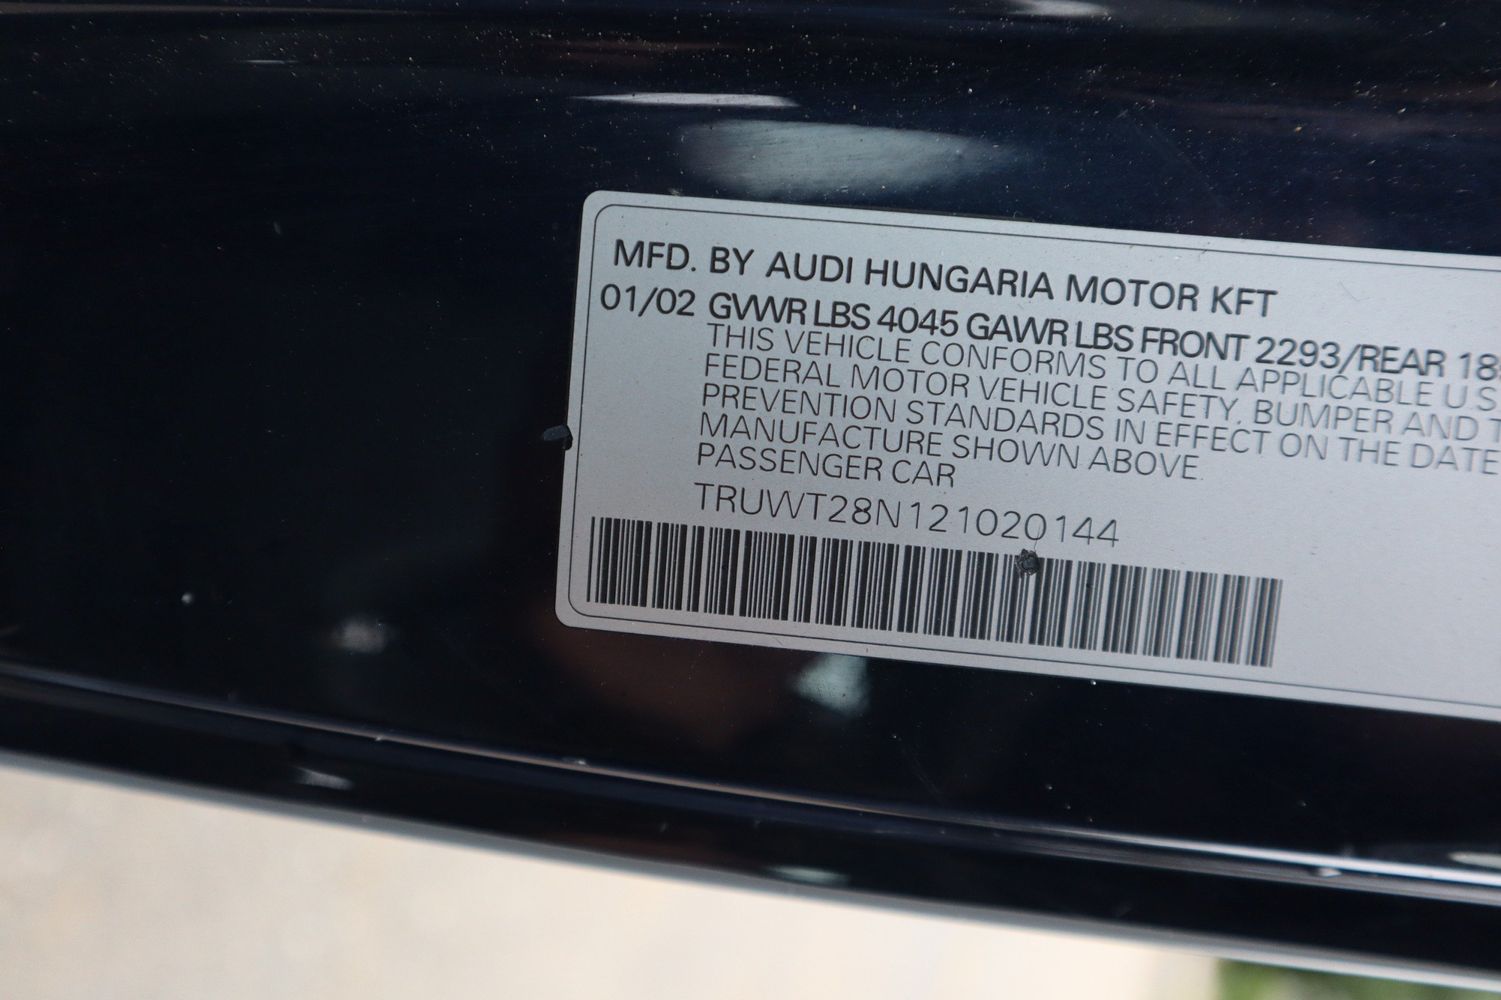 MFD. BY AUDI HUNGARIA MOTOR KFT
01/02 GVWR LBS 4045 GAWR LBS FRONT 2293/REAR
THIS VEHICLE CONFORMS TO ALL APPLICABLE U.S.
FEDERAL MOTOR VEHICLE SAFETY, BUMPER AND
PREVENTION STANDARDS IN EFFECT ON THE DATE
MANUFACTURE SHOWN ABOVE.
PASSENGER CAR
TRUWT28N121020144